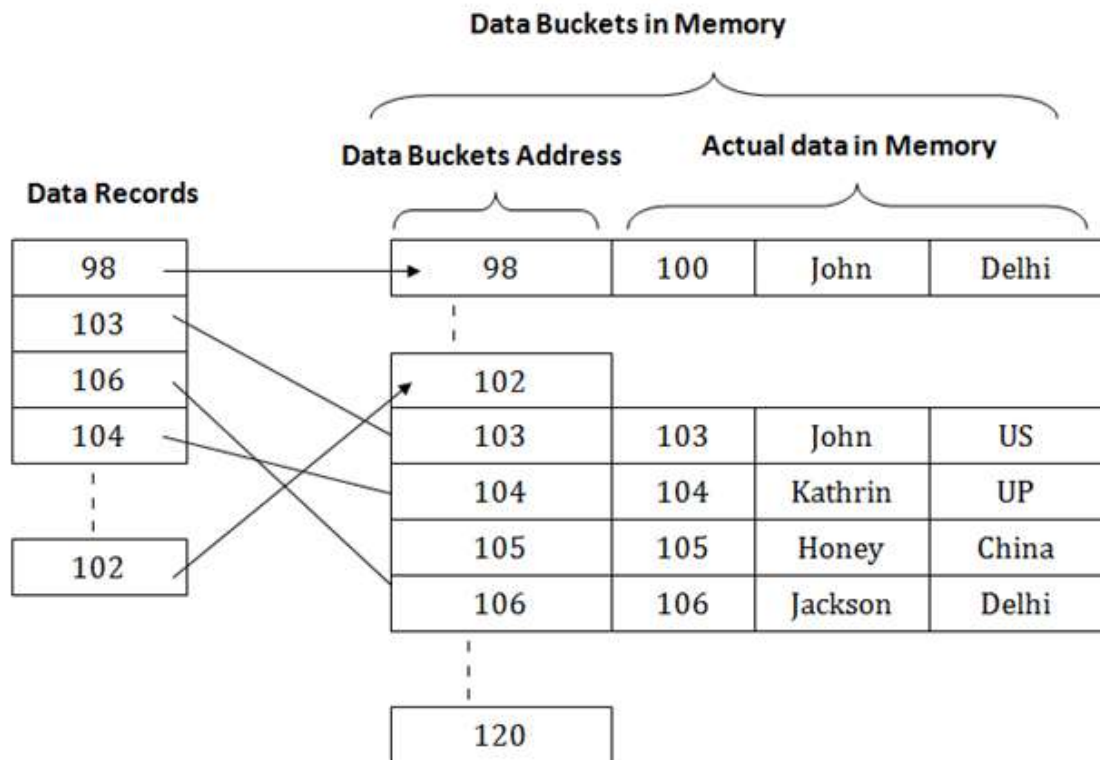 Data Buckets in Memory
Data Buckets Address Actual data in Memory
Data Records
98 98 100 John Delhi
103
106 102
104 103 103 John US
104 104 Kathrin UP
102 105 105 Honey China
106 106 Jackson Delhi
120